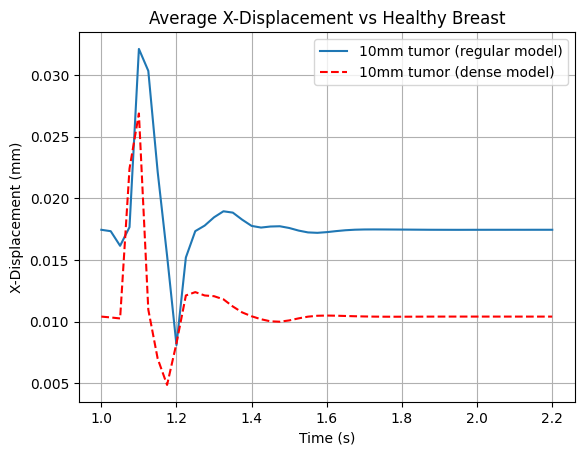 Average X-Displacement vs Healthy Breast
10mm tumor (regular model)
10mm tumor (dense model)
X-Displacement (mm)
0.030
0.025
0.020
0.015
0.010
0.005
1.0 1.2 1.4 1.6 1.8 2.0 2.2
Time (s)